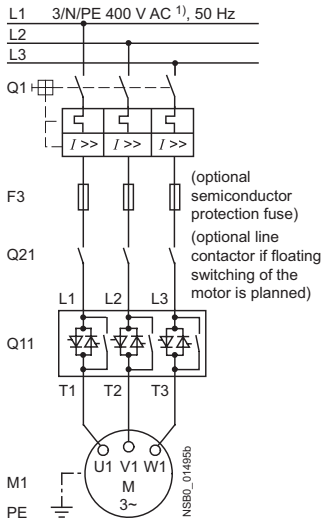 L1 3/N/PE 400 V AC 1), 50 Hz
L2
L3
Q1
I >> I >> I >>
F3
(optional
semiconductor
protection fuse)
Q21
(optional line
contactor if floating
switching of the
motor is planned)
L1 L2 L3
Q11
T1 T2 T3
U1 V1 W1
M1
M
3~
PE
NSB0_01495b